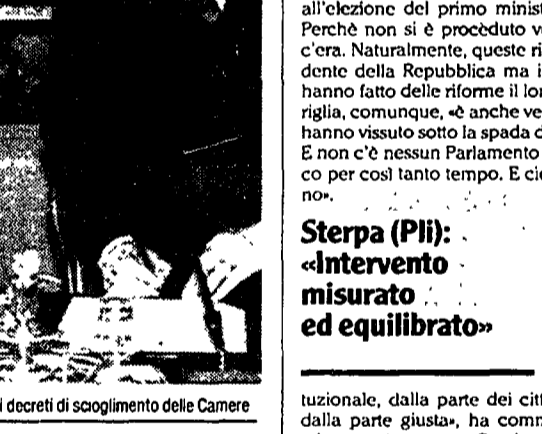 i decreti di scioglimento delle Camere
all'elezione del primo minist
Perchè non si è procèduto v
c'era. Naturalmente, queste ri
dente della Repubblica ma i
hanno fatto delle riforme il lor
riglia, comunque, «è anche ve
hanno vissuto sotto la spada d
E non c'è nessun Parlamento
co per così tanto tempo. E cic
no».
Sterpa (Pli):
«Intervento
misurato
ed equilibrato»
tuzionale, dalla parte dei citt
dalla parte giusta», ha comm